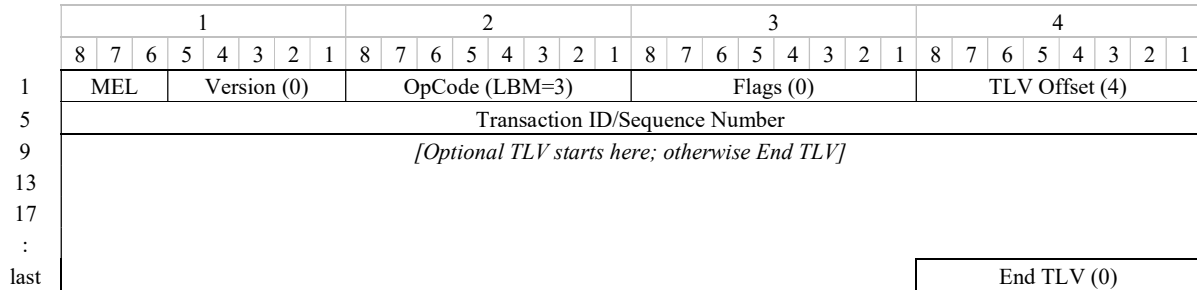 1 2 3 4
8 7 6 5 4 3 2 1 8 7 6 5 4 3 2 1 8 7 6 5 4 3 2 1 8 7 6 5 4 3 2 1
1 MEL Version (0) OpCode (LBM=3) Flags (0) TLV Offset (4)
5 Transaction ID/Sequence Number
9 [Optional TLV starts here; otherwise End TLV]
13
17
:
last End TLV (0)